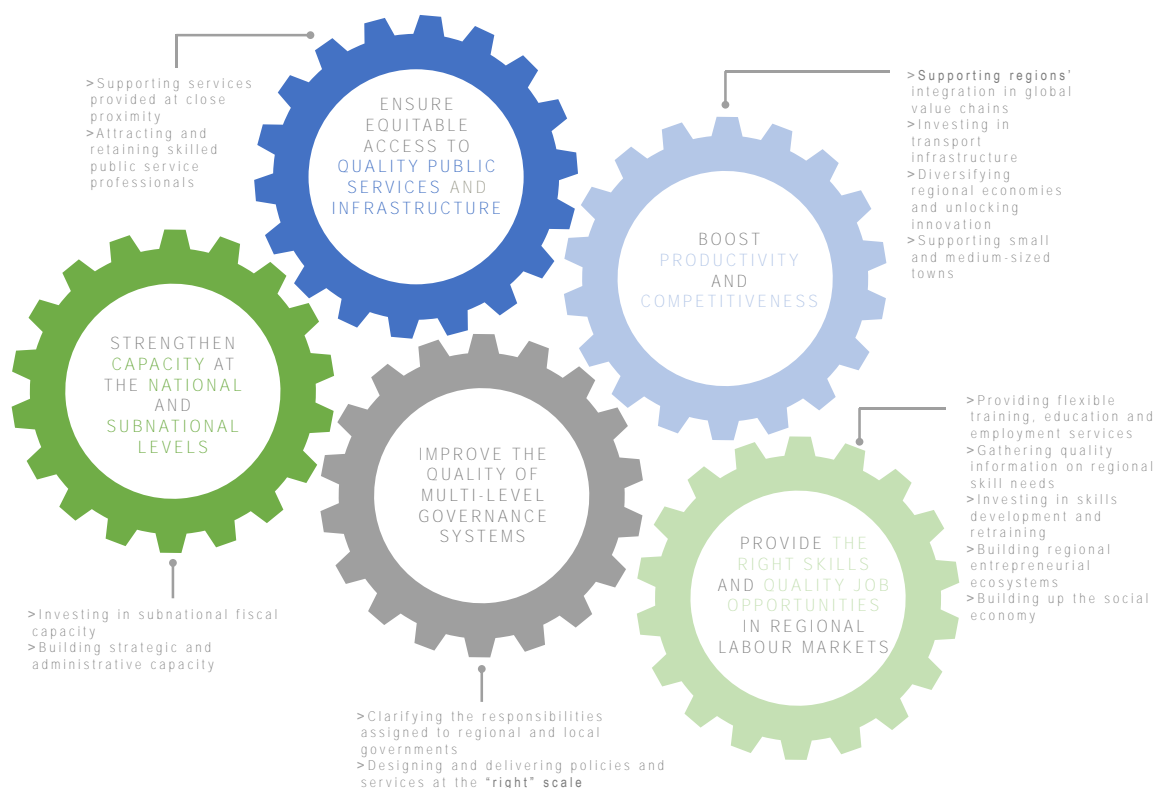 >Supporting services
provided at close
proximity
>Attracting and
retaining skilled
public service
professionals
ENSURE
EQUITABLE
ACCESS TO
QUALITY PUBLIC
SERVICES AND
INFRASTRUCTURE
>Supporting regions'
integration in global
value chains
>Investing in
transport
infrastructure
>Diversifying
regional economies
and unlocking
innovation
>Supporting small
and medium-sized
towns
BOOST
PRODUCTIVITY
AND
COMPETITIVENESS
STRENGTHEN
CAPACITY AT
THE NATIONAL
AND
SUBNATIONAL
LEVELS
>Investing in subnational fiscal
capacity
>Building strategic and
administrative capacity
IMPROVE THE
QUALITY OF
MULTI-LEVEL
GOVERNANCE
SYSTEMS
>Clarifying the responsibilities
assigned to regional and local
governments
>Designing and delivering policies and
services at the “right” scale
PROVIDE THE
RIGHT SKILLS
AND QUALITY JOB
OPPORTUNITIES
IN REGIONAL
LABOUR MARKETS
>Providing flexible
training, education and
employment services
>Gathering quality
information on regional
skill needs
>Investing in skills
development and
retraining
>Building regional
entrepreneurial
ecosystems
>Building up the social
economy